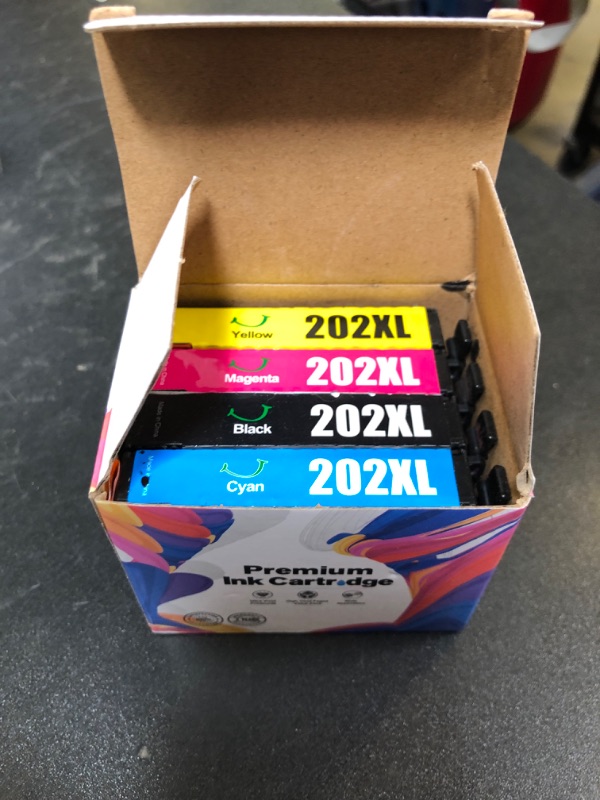 Yellow 202XL
Magenta 202XL
Black 202XL
Cyan 202XL
Premium
Ink Cartridge